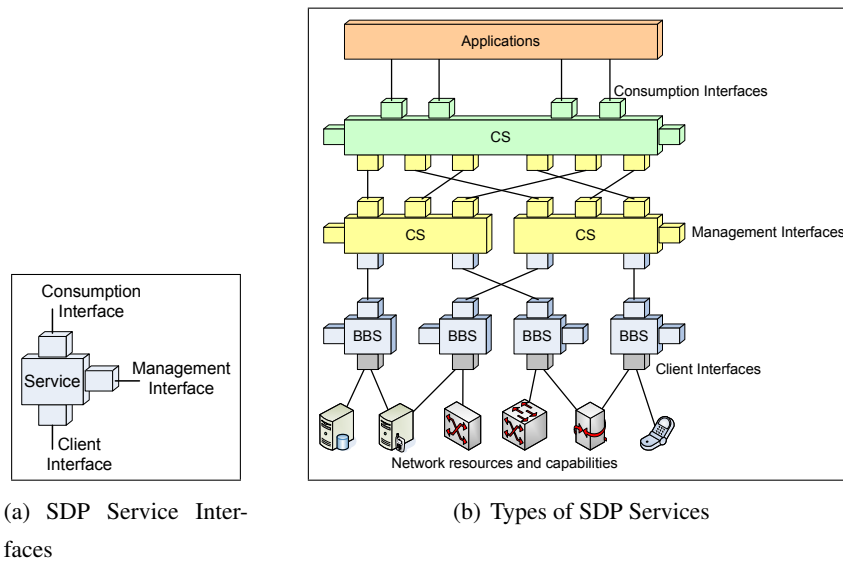 Consumption
Interface
Service
Management
Interface
Client
Interface
(a) SDP Service Inter-
faces
Applications
Consumption Interfaces
CS
CS
CS
Management Interfaces
BBS
BBS
BBS
BBS
Client Interfaces
Network resources and capabilities
(b) Types of SDP Services